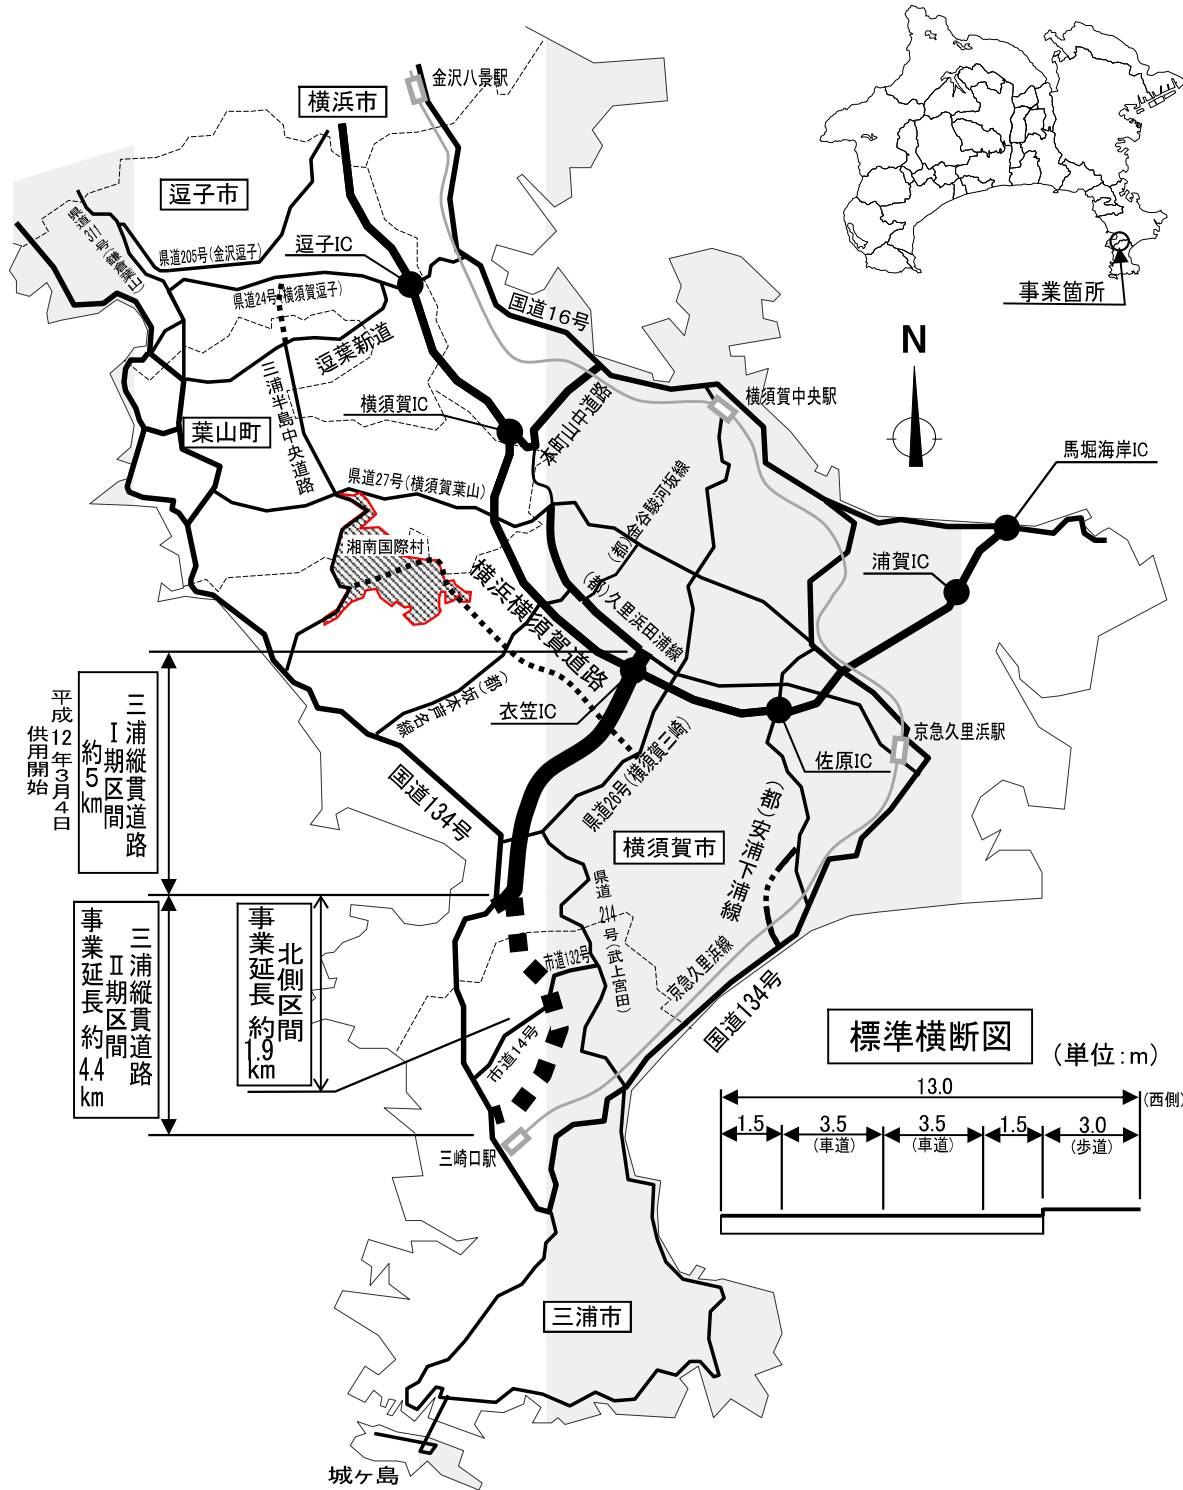 金沢八景駅
横浜市
逗子市
県道311号(鎌倉葉山)
県道205号(金沢逗子)
逗子IC
事業箇所
県道24号(横須賀逗子)
国道16号
逗葉新道
N
三浦半島中央道路
横須賀IC
本町山中道路
横須賀中央駅
葉山町
馬堀海岸IC
県道27号(横須賀葉山)
(都)金谷駿河坂線
湘南国際村
浦賀IC
横浜横須賀道路
(都)久里浜田浦線
(都)坂本芦名線
衣笠IC
京急久里浜駅
佐原IC
三浦縦貫道路
Ⅰ期区間
約5km
平成12年3月4日
供用開始
国道134号
県道26号(横須賀三崎)
(都)安浦下浦線
横須賀市
県道214号(武上宮田)
三浦縦貫道路
Ⅱ期区間
事業延長 約4.4km
北側区間
事業延長 約1.9km
市道132号
京急久里浜線
国道134号
市道14号
標準横断図
(単位:m)
13.0
(西側)
1.5
3.5
3.5
1.5
3.0
(車道)
(車道)
(歩道)
三崎口駅
三浦市
城ヶ島